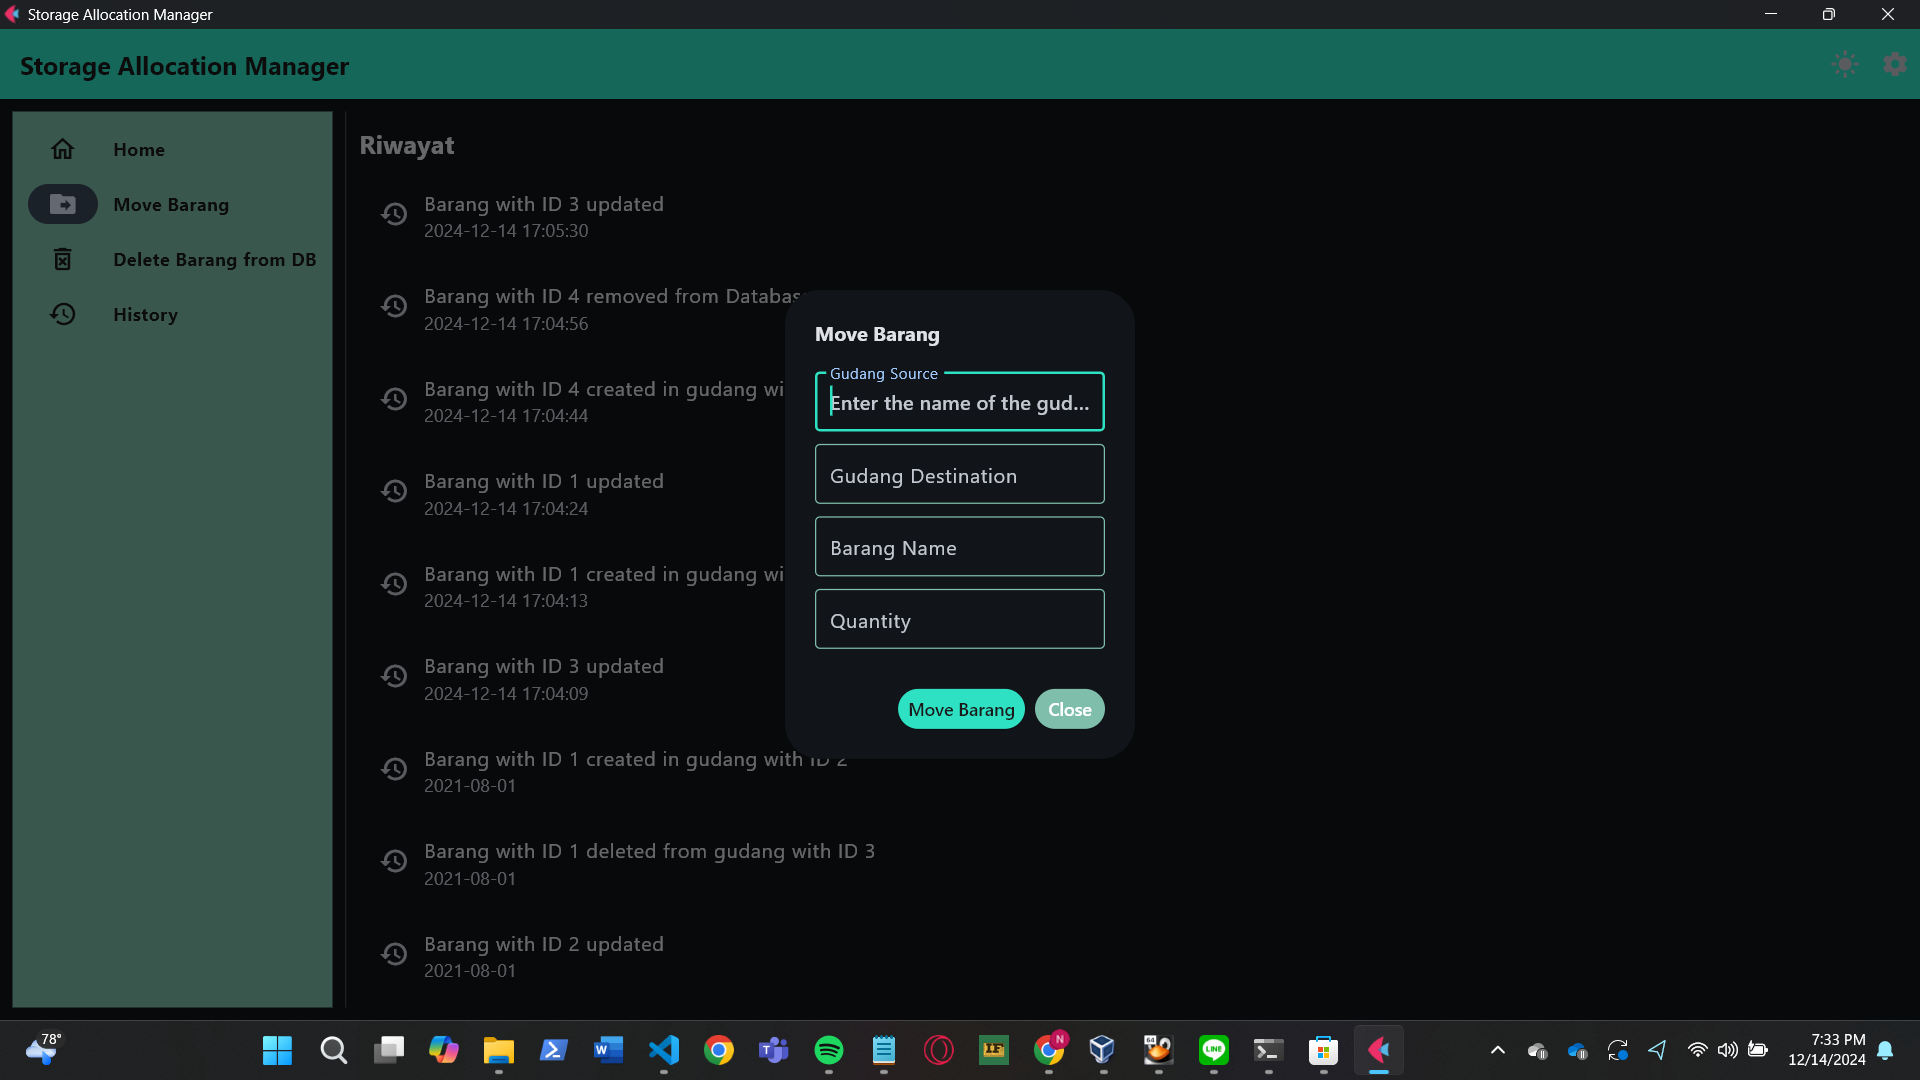 Storage Allocation Manager
Storage Allocation Manager
Home
Move Barang
Delete Barang from DB
History
Riwayat
Barang with ID 3 updated
2024-12-14 17:05:30
Barang with ID 4 removed from
2024-12-14 17:04:56
Barang with ID 4 created in gudang
2024-12-14 17:04:44
Barang with ID 1 updated
2024-12-14 17:04:24
Barang with ID 1 created in gudang
2024-12-14 17:04:13
Barang with ID 3 updated
2024-12-14 17:04:09
Barang with ID 1 created in gudang with ID 2
2021-08-01
Barang with ID 1 deleted from gudang with ID 3
2021-08-01
Barang with ID 2 updated
2021-08-01
Move Barang
Gudang Source
Enter the name of the gud...
Gudang Destination
Barang Name
Quantity
Move Barang
Close
78°
W
T
64
LINE
N
IF
7:33 PM
12/14/2024